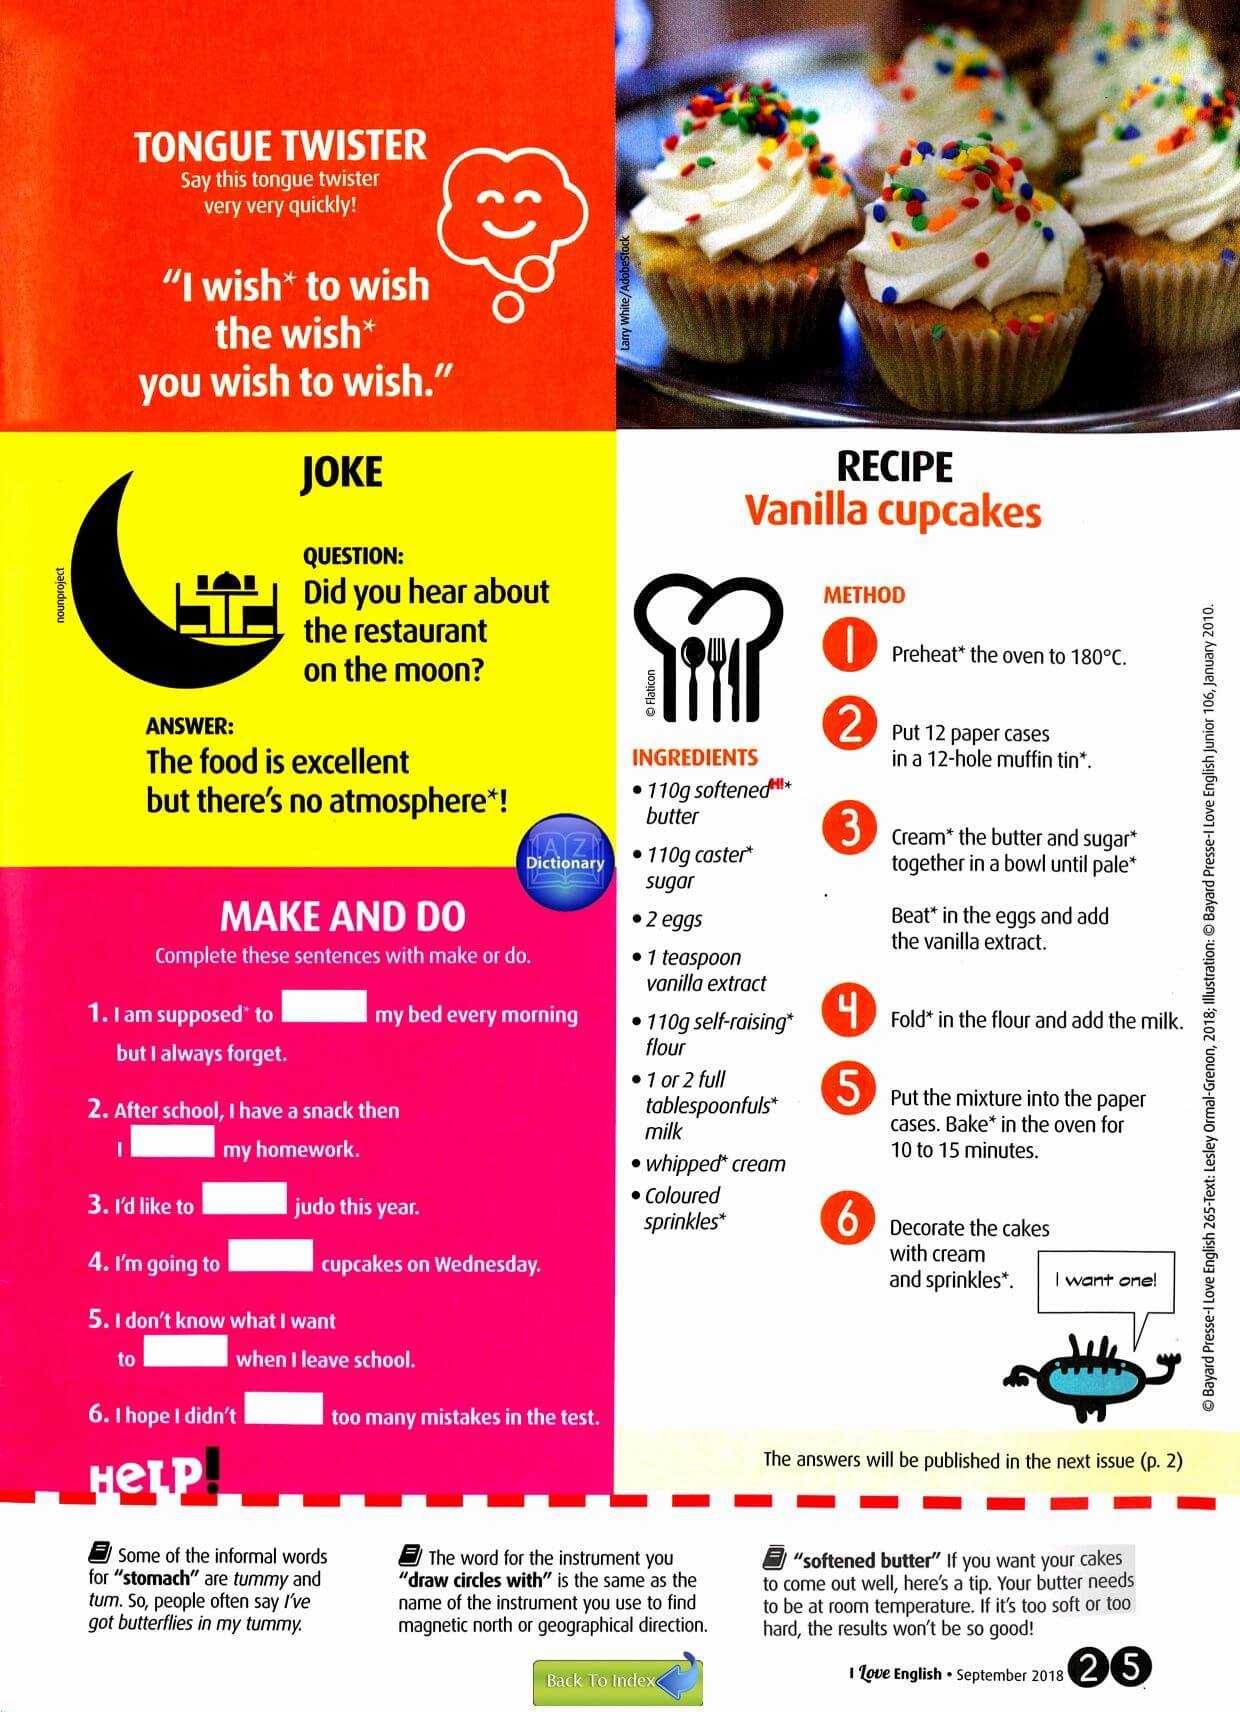 TONGUE TWISTER
Say this tongue twister
very very quickly!
“I wish* to wish
the wish*
you wish to wish.”
Larry White/AdobeStock
JOKE
nounproject
QUESTION:
Did you hear about
the restaurant
on the moon?
ANSWER:
The food is excellent
but there’s no atmosphere*!
A Z
Dictionary
MAKE AND DO
Complete these sentences with make or do.
1. I am supposed* to my bed every morning
but I always forget.
2. After school, I have a snack then
I my homework.
3. I’d like to judo this year.
4. I’m going to cupcakes on Wednesday.
5. I don’t know what I want
to when I leave school.
6. I hope I didn’t too many mistakes in the test.
RECIPE
Vanilla cupcakes
© Flaticon
INGREDIENTS
• 110g softened H!*
butter
• 110g caster*
sugar
• 2 eggs
• 1 teaspoon
vanilla extract
• 110g self-raising*
flour
• 1 or 2 full
tablespoonfuls*
milk
• whipped* cream
• Coloured
sprinkles*
METHOD
1 Preheat* the oven to 180°C.
2 Put 12 paper cases
in a 12-hole muffin tin*.
3 Cream* the butter and sugar*
together in a bowl until pale*
Beat* in the eggs and add
the vanilla extract.
4 Fold* in the flour and add the milk.
5 Put the mixture into the paper
cases. Bake* in the oven for
10 to 15 minutes.
6 Decorate the cakes
with cream
and sprinkles*.
I want one!
© Bayard Presse-I Love English 265-Text: Lesley Ormal-Grenon, 2018; Illustration: © Bayard Presse-I Love English Junior 106, January 2010.
The answers will be published in the next issue (p. 2)
HeLP!
Some of the informal words
for “stomach” are tummy and
tum. So, people often say I’ve
got butterflies in my tummy.
The word for the instrument you
“draw circles with” is the same as the
name of the instrument you use to find
magnetic north or geographical direction.
“softened butter” If you want your cakes
to come out well, here’s a tip. Your butter needs
to be at room temperature. If it’s too soft or too
hard, the results won’t be so good!
Back To Index
I Love English • September 2018 25